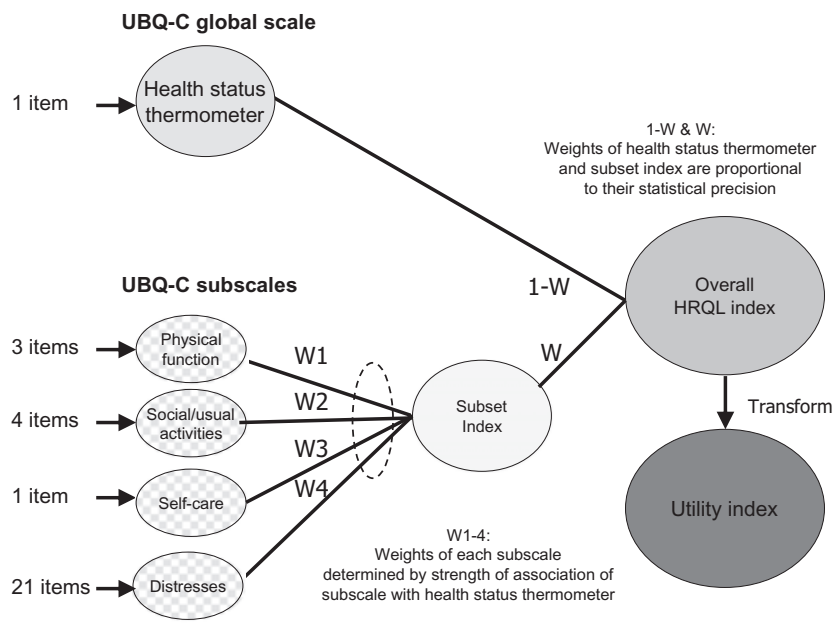 UBQ-C global scale
1 item
Health status
thermometer
1-W & W:
Weights of health status thermometer
and subset index are proportional
to their statistical precision
UBQ-C subscales
1-W
Overall
HRQL index
3 items
Physical
function
W1
W
4 items
Social/usual
activities
W2
Subset
Index
Transform
W3
1 item
Self-care
W4
Utility index
W1-4:
Weights of each subscale
determined by strength of association of
subscale with health status thermometer
21 items
Distresses